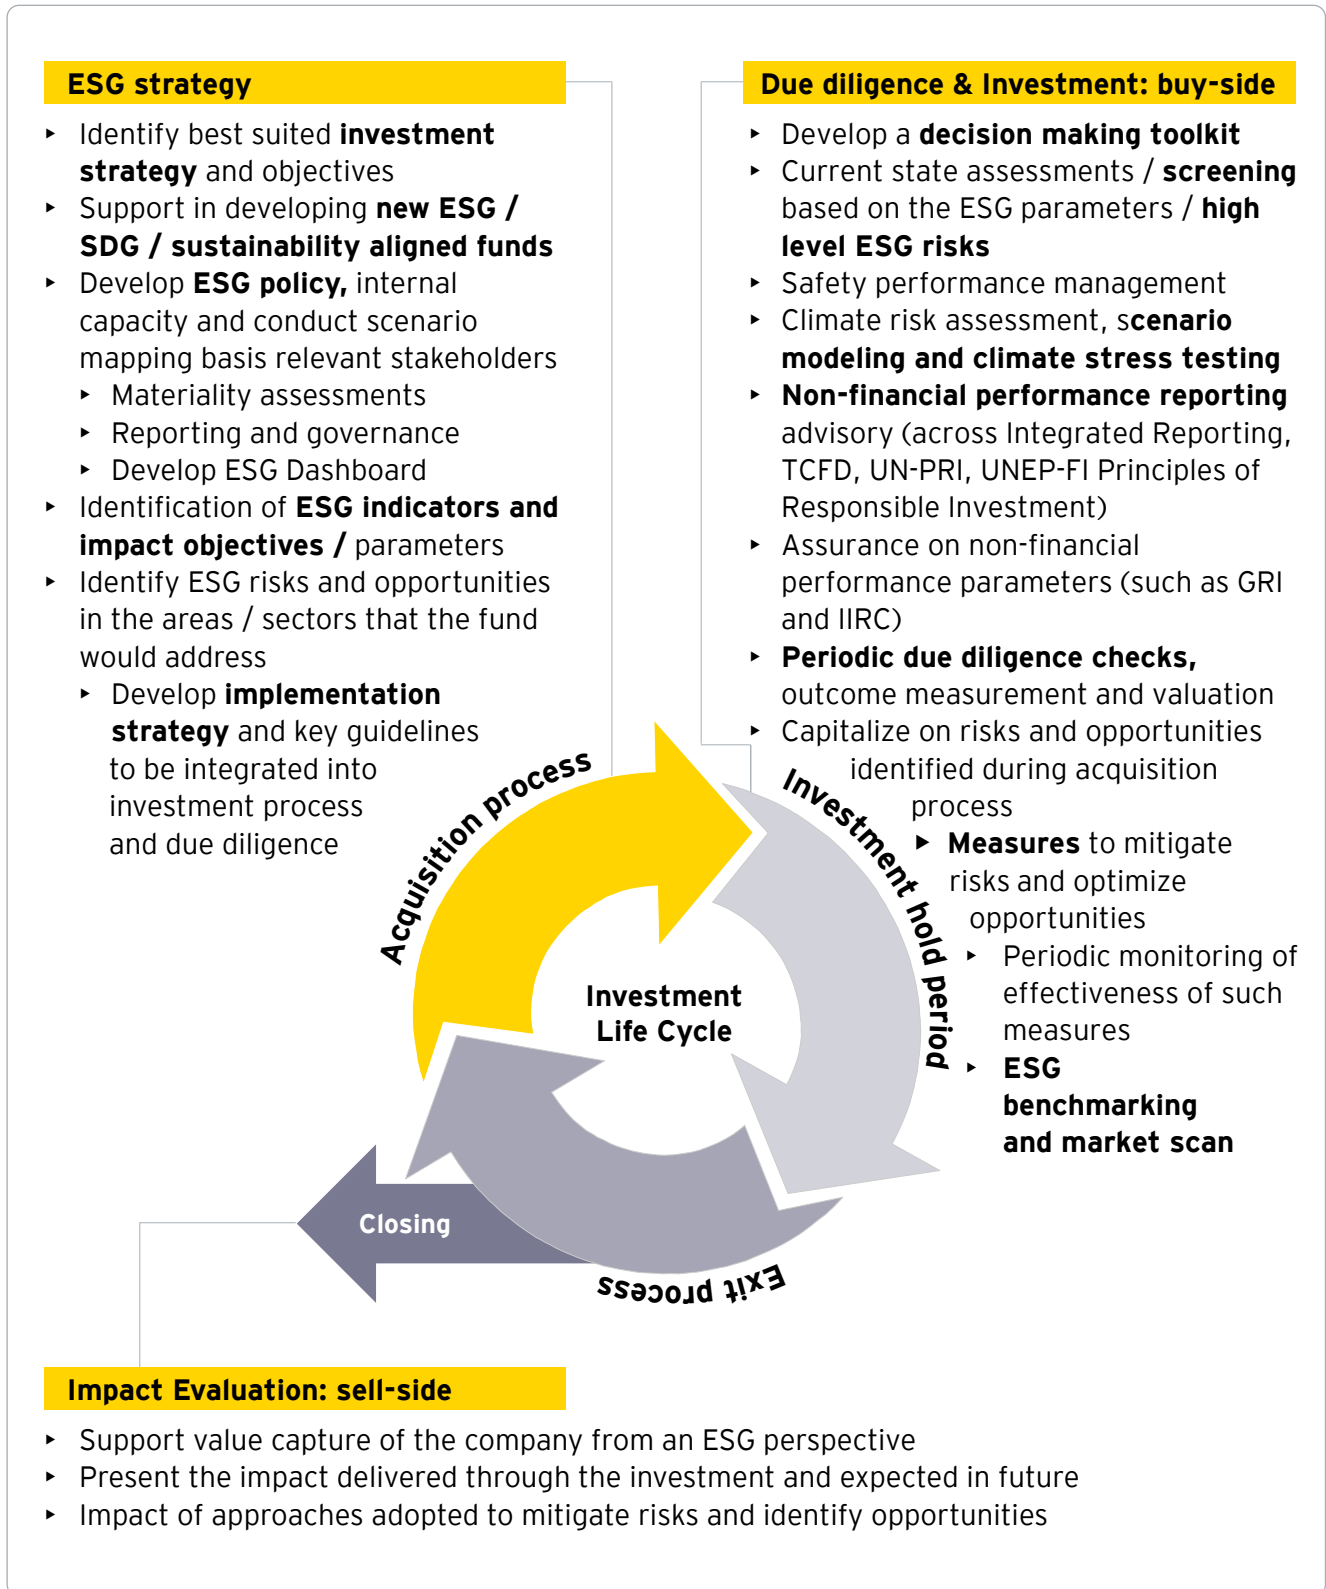 ESG strategy
▸ Identify best suited investment
strategy and objectives
▸ Support in developing new ESG /
SDG / sustainability aligned funds
▸ Develop ESG policy, internal
capacity and conduct scenario
mapping basis relevant stakeholders
▸ Materiality assessments
▸ Reporting and governance
▸ Develop ESG Dashboard
▸ Identification of ESG indicators and
impact objectives / parameters
▸ Identify ESG risks and opportunities
in the areas / sectors that the fund
would address
▸ Develop implementation
strategy and key guidelines
to be integrated into
investment process
and due diligence
Due diligence & Investment: buy-side
▸ Develop a decision making toolkit
▸ Current state assessments / screening
based on the ESG parameters / high
level ESG risks
▸ Safety performance management
▸ Climate risk assessment, scenario
modeling and climate stress testing
▸ Non-financial performance reporting
advisory (across Integrated Reporting,
TCFD, UN-PRI, UNEP-FI Principles of
Responsible Investment)
▸ Assurance on non-financial
performance parameters (such as GRI
and IIRC)
▸ Periodic due diligence checks,
outcome measurement and valuation
▸ Capitalize on risks and opportunities
identified during acquisition
process
▸ Measures to mitigate
risks and optimize
opportunities
▸ Periodic monitoring of
effectiveness of such
measures
▸ ESG
benchmarking
and market scan
Acquisition process
Investment hold period
Investment
Life Cycle
Exit process
Closing
Impact Evaluation: sell-side
▸ Support value capture of the company from an ESG perspective
▸ Present the impact delivered through the investment and expected in future
▸ Impact of approaches adopted to mitigate risks and identify opportunities